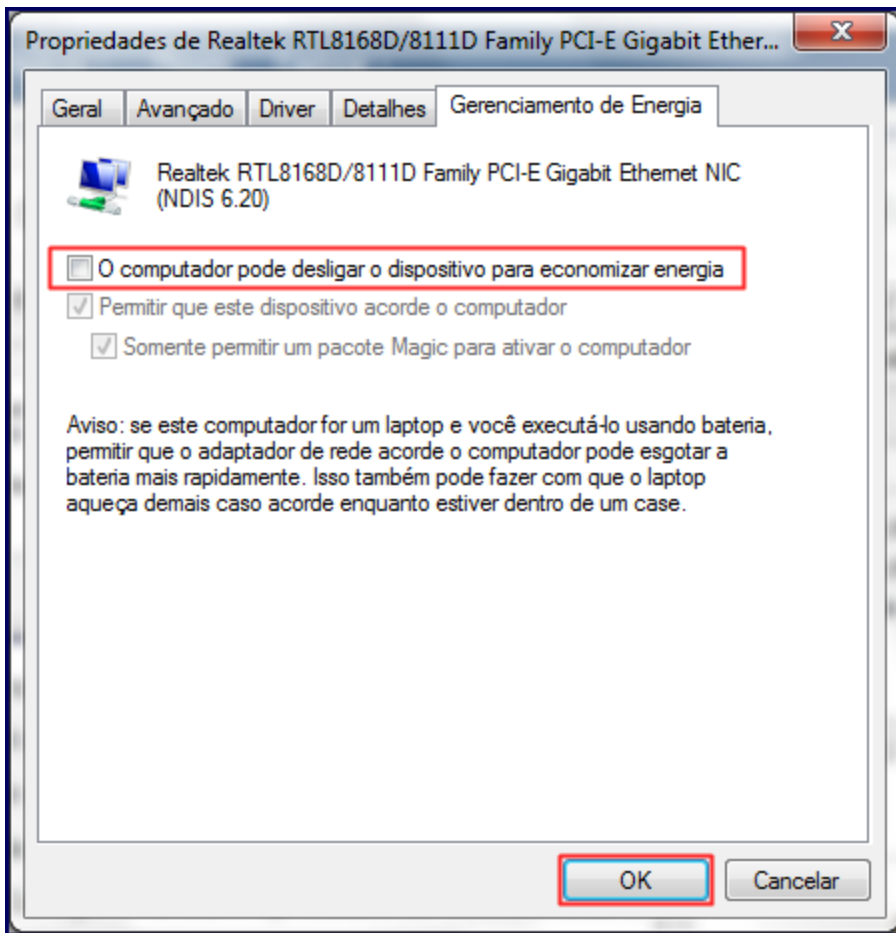 Propriedades de Realtek RTL8168D/8111D Family PCI-E Gigabit Ether...
Geral Avançado Driver Detalhes Gerenciamento de Energia
Realtek RTL8168D/8111D Family PCI-E Gigabit Ethernet NIC
(NDIS 6.20)
O computador pode desligar o dispositivo para economizar energia
Permitir que este dispositivo acorde o computador
Somente permitir um pacote Magic para ativar o computador
Aviso: se este computador for um laptop e você executá-lo usando bateria,
permitir que o adaptador de rede acorde o computador pode esgotar a
bateria mais rapidamente. Isso também pode fazer com que o laptop
aqueça demais caso acorde enquanto estiver dentro de um case.
OK Cancelar